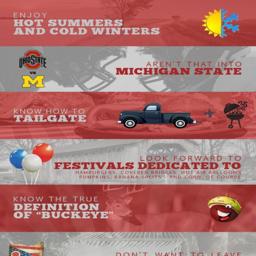 ENJOY
HOT SUMMERS
AND COLD WINTERS
OHIO STATE
VS
M
AREN'T THAT INTO
MICHIGAN STATE
KNOW HOW TO
TAILGATE
LOOK FORWARD TO
FESTIVALS DEDICATED TO
HAMBURGERS, COVERED BRIDGES, HOT AIR BALLOONS
PUMPKINS, BANANA SPLITS AND CORN, OF COURSE
KNOW THE TRUE
DEFINITION
OF "BUCKEYE"
DON'T WANT TO LEAVE